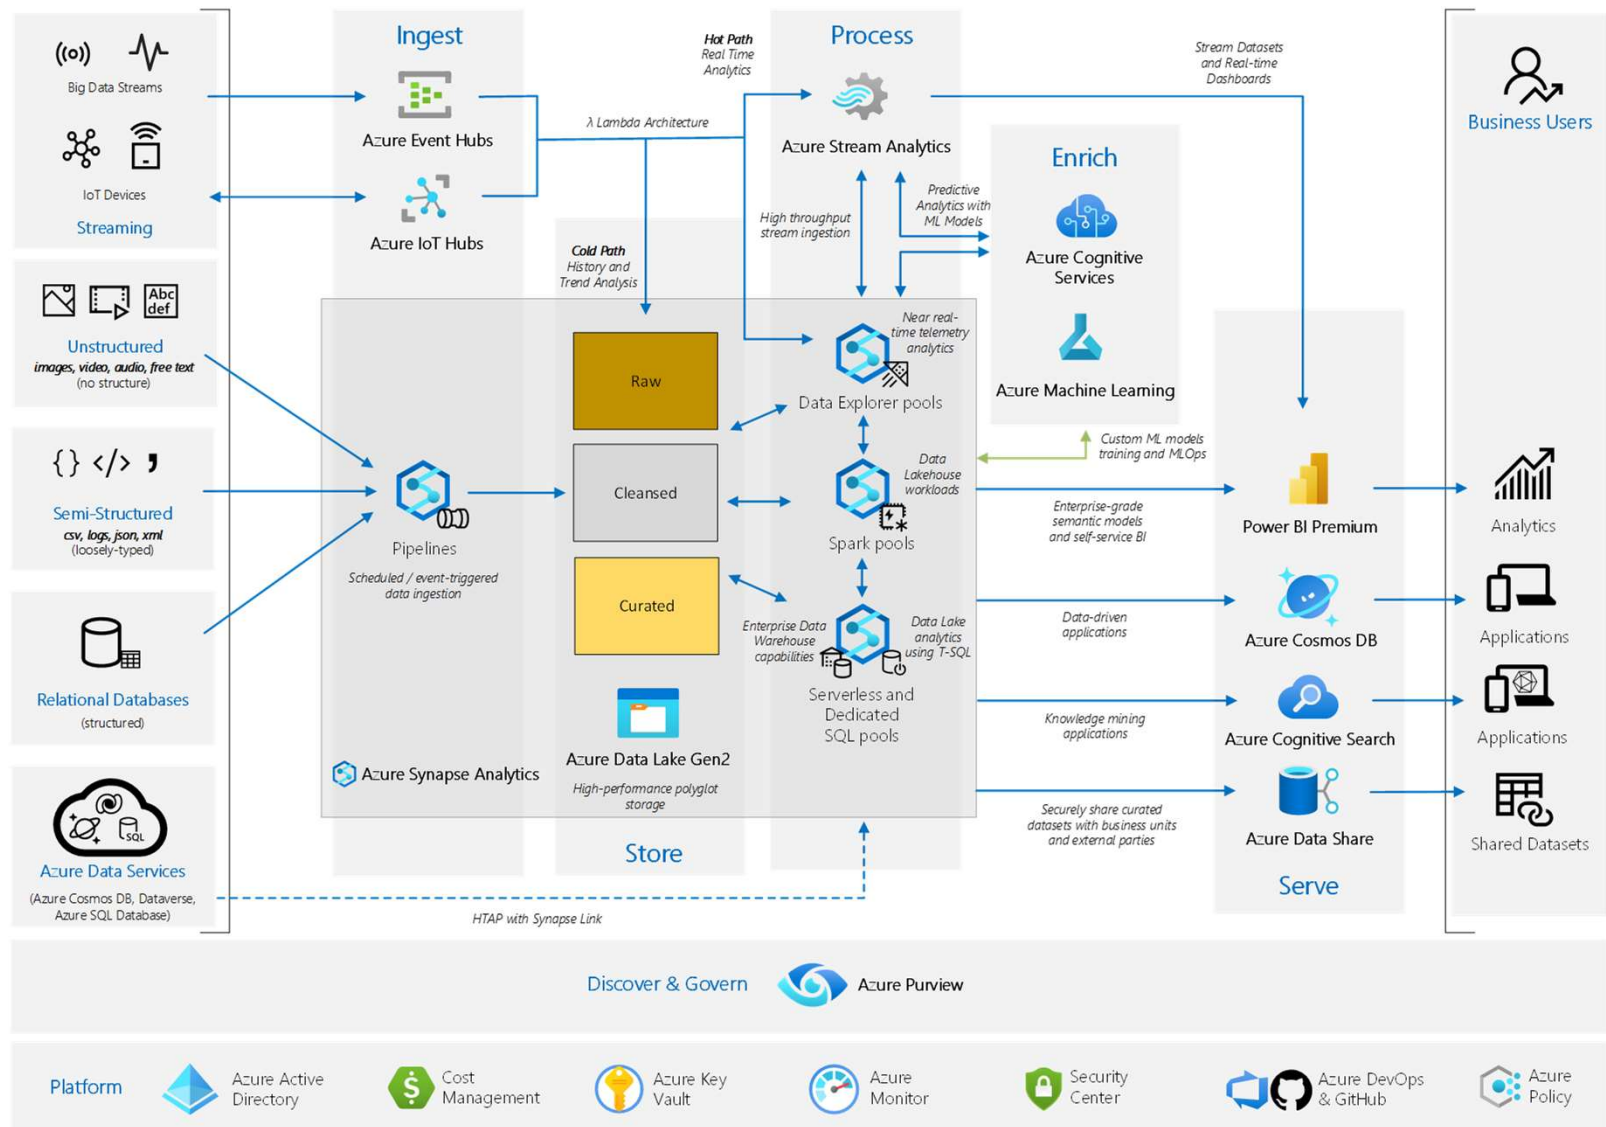 Big Data Streams
IoT Devices
Streaming
Abc
def
Unstructured
images, video, audio, free text
(no structure)
{} </> ,
Semi-Structured
csv, logs, json, xml
(loosely-typed)
Relational Databases
(structured)
SQL
Azure Data Services
(Azure Cosmos DB, Dataverse,
Azure SQL Database)
Ingest
Azure Event Hubs
Azure IoT Hubs
λ Lambda Architecture
Hot Path
Real Time
Analytics
Cold Path
History and
Trend Analysis
Pipelines
Scheduled / event-triggered
data ingestion
Azure Synapse Analytics
Raw
Cleansed
Curated
Azure Data Lake Gen2
High-performance polyglot
storage
Store
HTAP with Synapse Link
Process
Azure Stream Analytics
High throughput
stream ingestion
Predictive
Analytics with
ML Models
Near real-
time telemetry
analytics
Data Explorer pools
Data
Lakehouse
workloads
Spark pools
Enterprise Data
Warehouse
capabilities
Data Lake
analytics
using T-SQL
Serverless and
Dedicated
SQL pools
Enrich
Azure Cognitive
Services
Azure Machine Learning
Custom ML models
training and MLOps
Stream Datasets
and Real-time
Dashboards
Enterprise-grade
semantic models
and self-service BI
Data-driven
applications
Knowledge mining
applications
Securely share curated
datasets with business units
and external parties
Power BI Premium
Azure Cosmos DB
Azure Cognitive Search
Azure Data Share
Serve
Business Users
Analytics
Applications
Applications
Shared Datasets
Discover & Govern
Azure Purview
Platform
Azure Active
Directory
Cost
Management
Azure Key
Vault
Azure
Monitor
Security
Center
Azure DevOps
& GitHub
Azure
Policy